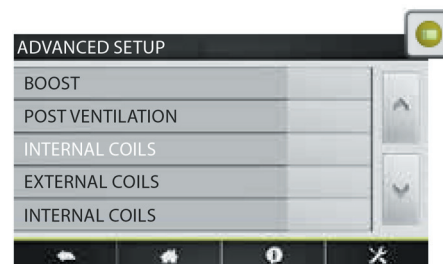 ADVANCED SETUP
BOOST
POST VENTILATION
INTERNAL COILS
EXTERNAL COILS
INTERNAL COILS